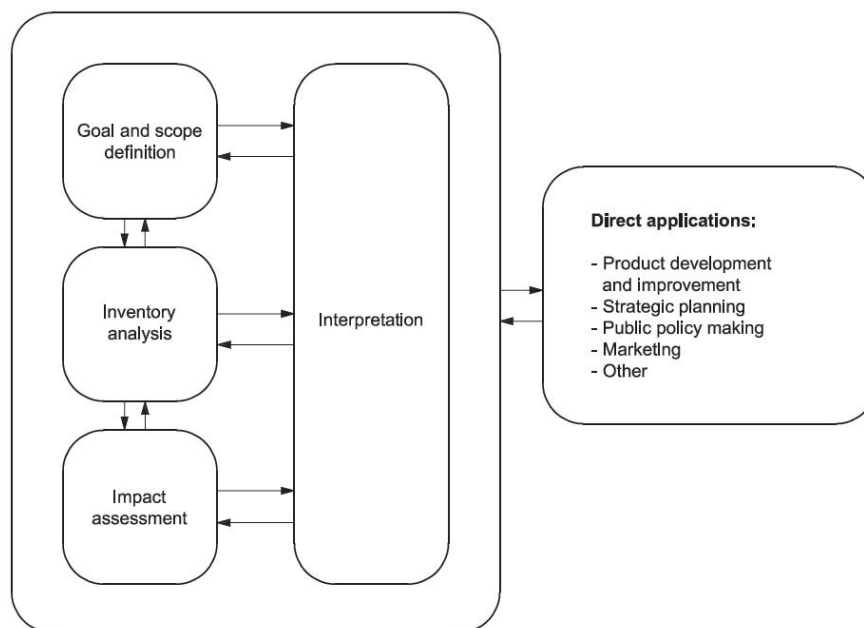 Goal and scope
definition
Inventory
analysis
Impact
assessment
Interpretation
Direct applications:
- Product development
and improvement
- Strategic planning
- Public policy making
- Marketing
- Other